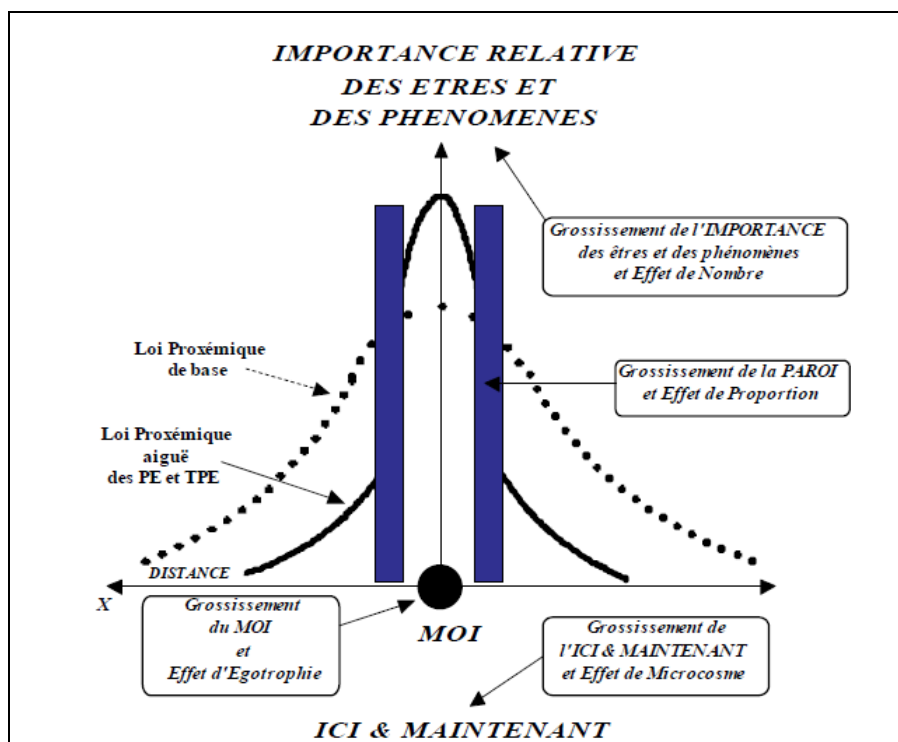 IMPORTANCE RELATIVE
DES ETRES ET
DES PHENOMENES
Grossissement de l'IMPORTANCE
des êtres et des phénomènes
et Effet de Nombre
Loi Proxémique
de base
Grossissement de la PAROI
et Effet de Proportion
Loi Proxémique
aiguë
des PE et TPE
DISTANCE
X
Grossissement
du MOI
et
Effet d'Egotrophie
MOI
Grossissement de
l'ICI & MAINTENANT
et Effet de Microcosme
ICI & MAINTENANT